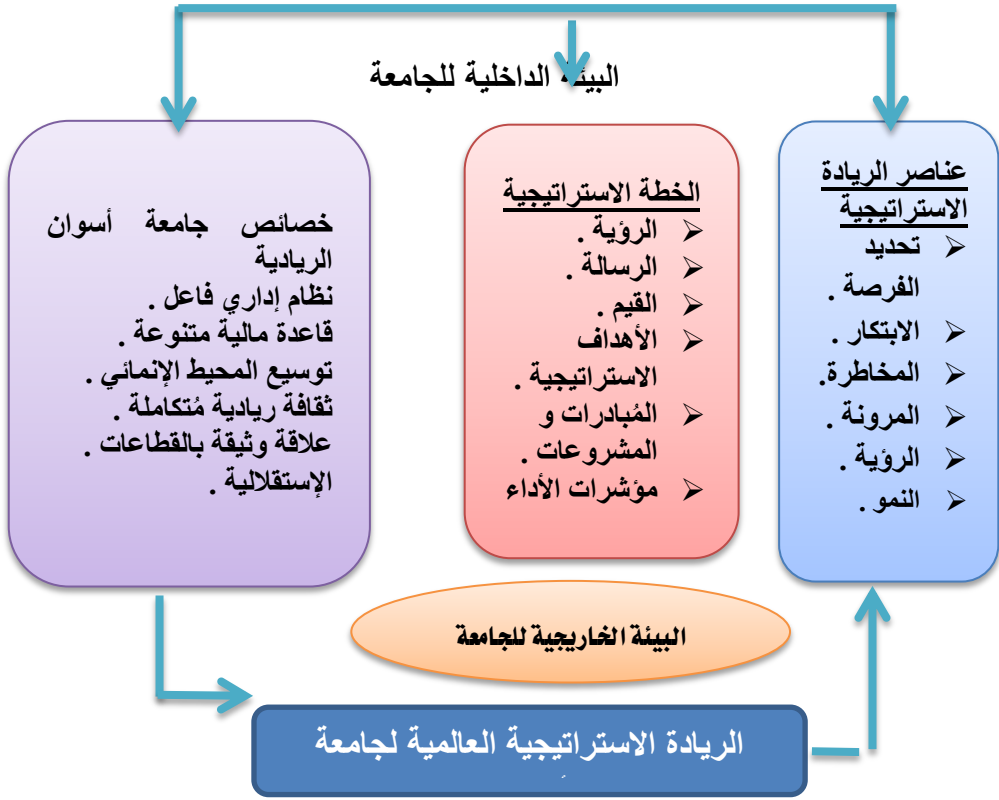 البيئة الداخلية للجامعة
عناصر الريادة
الاستراتيجية
تحديد
الفرصة .
الابتكار .
المخاطرة.
المرونة .
الرؤية .
النمو .
الخطة الاستراتيجية
الرؤية .
الرسالة .
القيم .
الأهداف
الاستراتيجية .
المُبادرات و
المشروعات .
مؤشرات الأداء
خصائص جامعة أسوان
الريادية
نظام إداري فاعل .
قاعدة مالية متنوعة .
توسيع المحيط الإنمائي .
ثقافة ريادية مُتكاملة .
علاقة وثيقة بالقطاعات .
الإستقلالية .
البيئة الخاريجية للجامعة
الريادة الاستراتيجية العالمية لجامعة